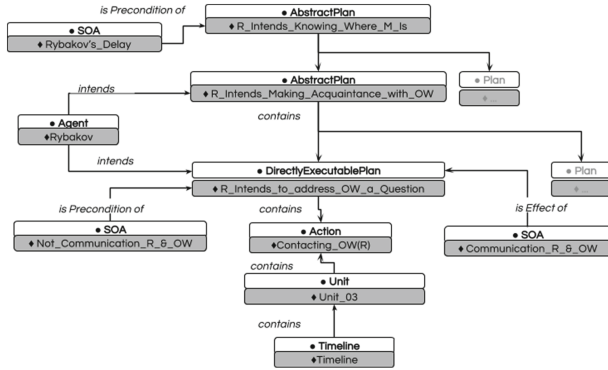 is Precondition of
● AbstractPlan
♦ R_Intends_Knowing_Where_M_Is
● SOA
♦ Rybakov's_Delay
● AbstractPlan
♦ R_Intends_Making_Acquaintance_with_OW
● Plan
♦ ...
intends
contains
● Agent
♦Rybakov
intends
● DirectlyExecutablePlan
♦ R_Intends_to_address_OW_a_Question
● Plan
♦ ...
is Precondition of
contains
is Effect of
● SOA
♦ Not_Communication_R_&_OW
● Action
♦Contacting_OW(R)
● SOA
♦ Communication_R_&_OW
contains
● Unit
♦ Unit_03
contains
● Timeline
♦Timeline